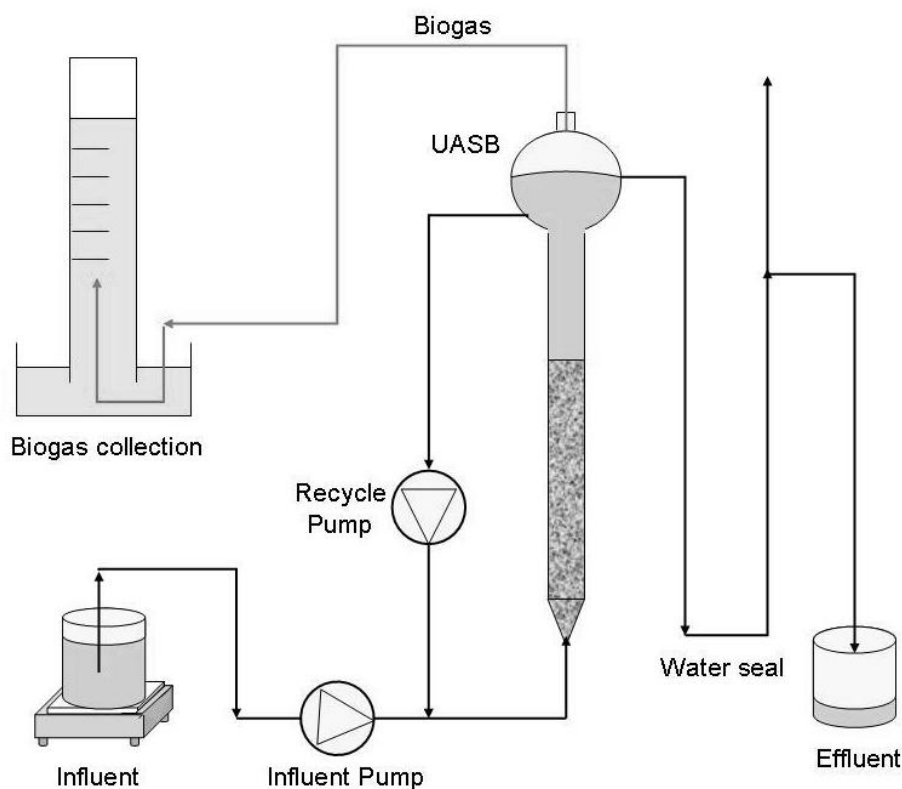 Biogas
UASB
Biogas collection
Recycle
Pump
Water seal
Influent
Influent Pump
Effluent